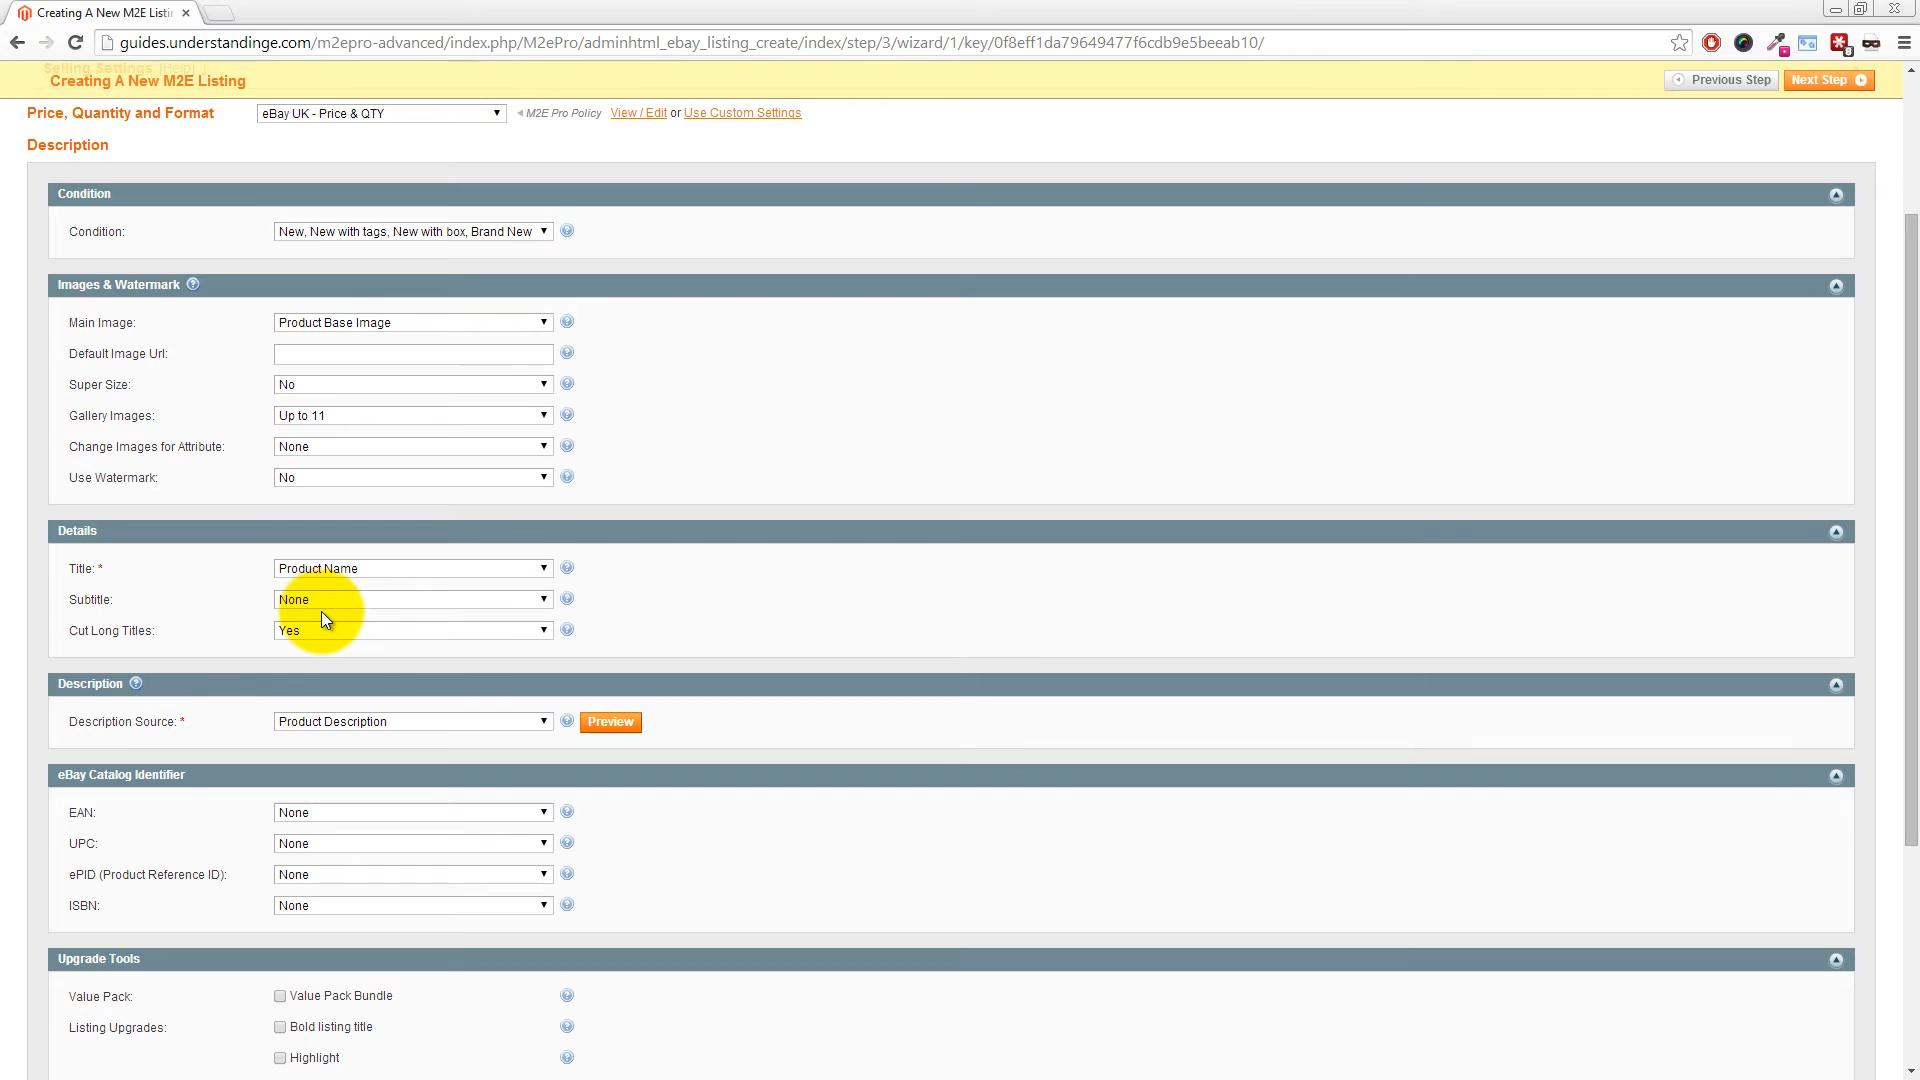 Creating A New M2E Listi
guides.understandinge.com/m2epro-advanced/index.php/M2ePro/adminhtml_ebay_listing_create/index/step/3/wizard/1/key/0f8eff1da79649477f6cdb9e5beeab10/
8
Selling Settings [Help]
Creating A New M2E Listing
Previous Step
Next Step
Price, Quantity and Format
eBay UK - Price & QTY
M2E Pro Policy View / Edit or Use Custom Settings
Description
Condition
Condition: New, New with tags, New with box, Brand New
Images & Watermark
Main Image: Product Base Image
Default Image Url:
Super Size: No
Gallery Images: Up to 11
Change Images for Attribute: None
Use Watermark: No
Details
Title: * Product Name
Subtitle: None
Cut Long Titles: Yes
Description
Description Source: * Product Description Preview
eBay Catalog Identifier
EAN: None
UPC: None
ePID (Product Reference ID): None
ISBN: None
Upgrade Tools
Value Pack: Value Pack Bundle
Listing Upgrades: Bold listing title
Highlight